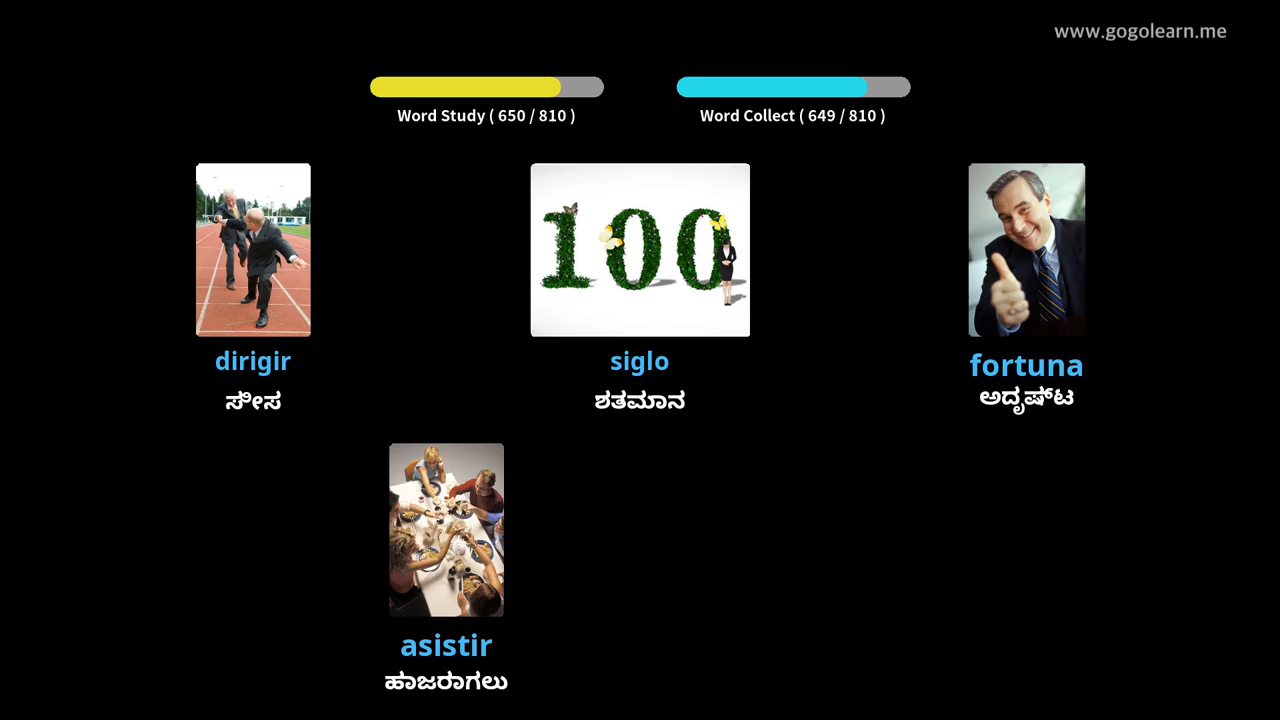 www.gogolearn.me
Word Study ( 650 / 810 )
Word Collect ( 649 / 810 )
dirigir
siglo
fortuna
ಸೀಸ
ಶತಮಾನ
ಅದೃಷ್ಟ
asistir
ಹಾಜರಾಗಲು